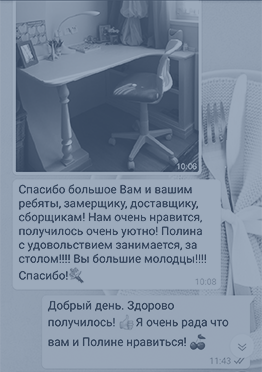 10:06
Спасибо большое Вам и вашим
ребяты, замерщику, доставщику,
сборщикам! Нам очень нравится,
получилось очень уютно! Полина
с удовольствием занимается, за
столом!!!! Вы большие молодцы!!!!
Спасибо!💐
10:08
Добрый день. Здорово
получилось! 👍Я очень рада что
вам и Полине нравиться! 🍒
11:43